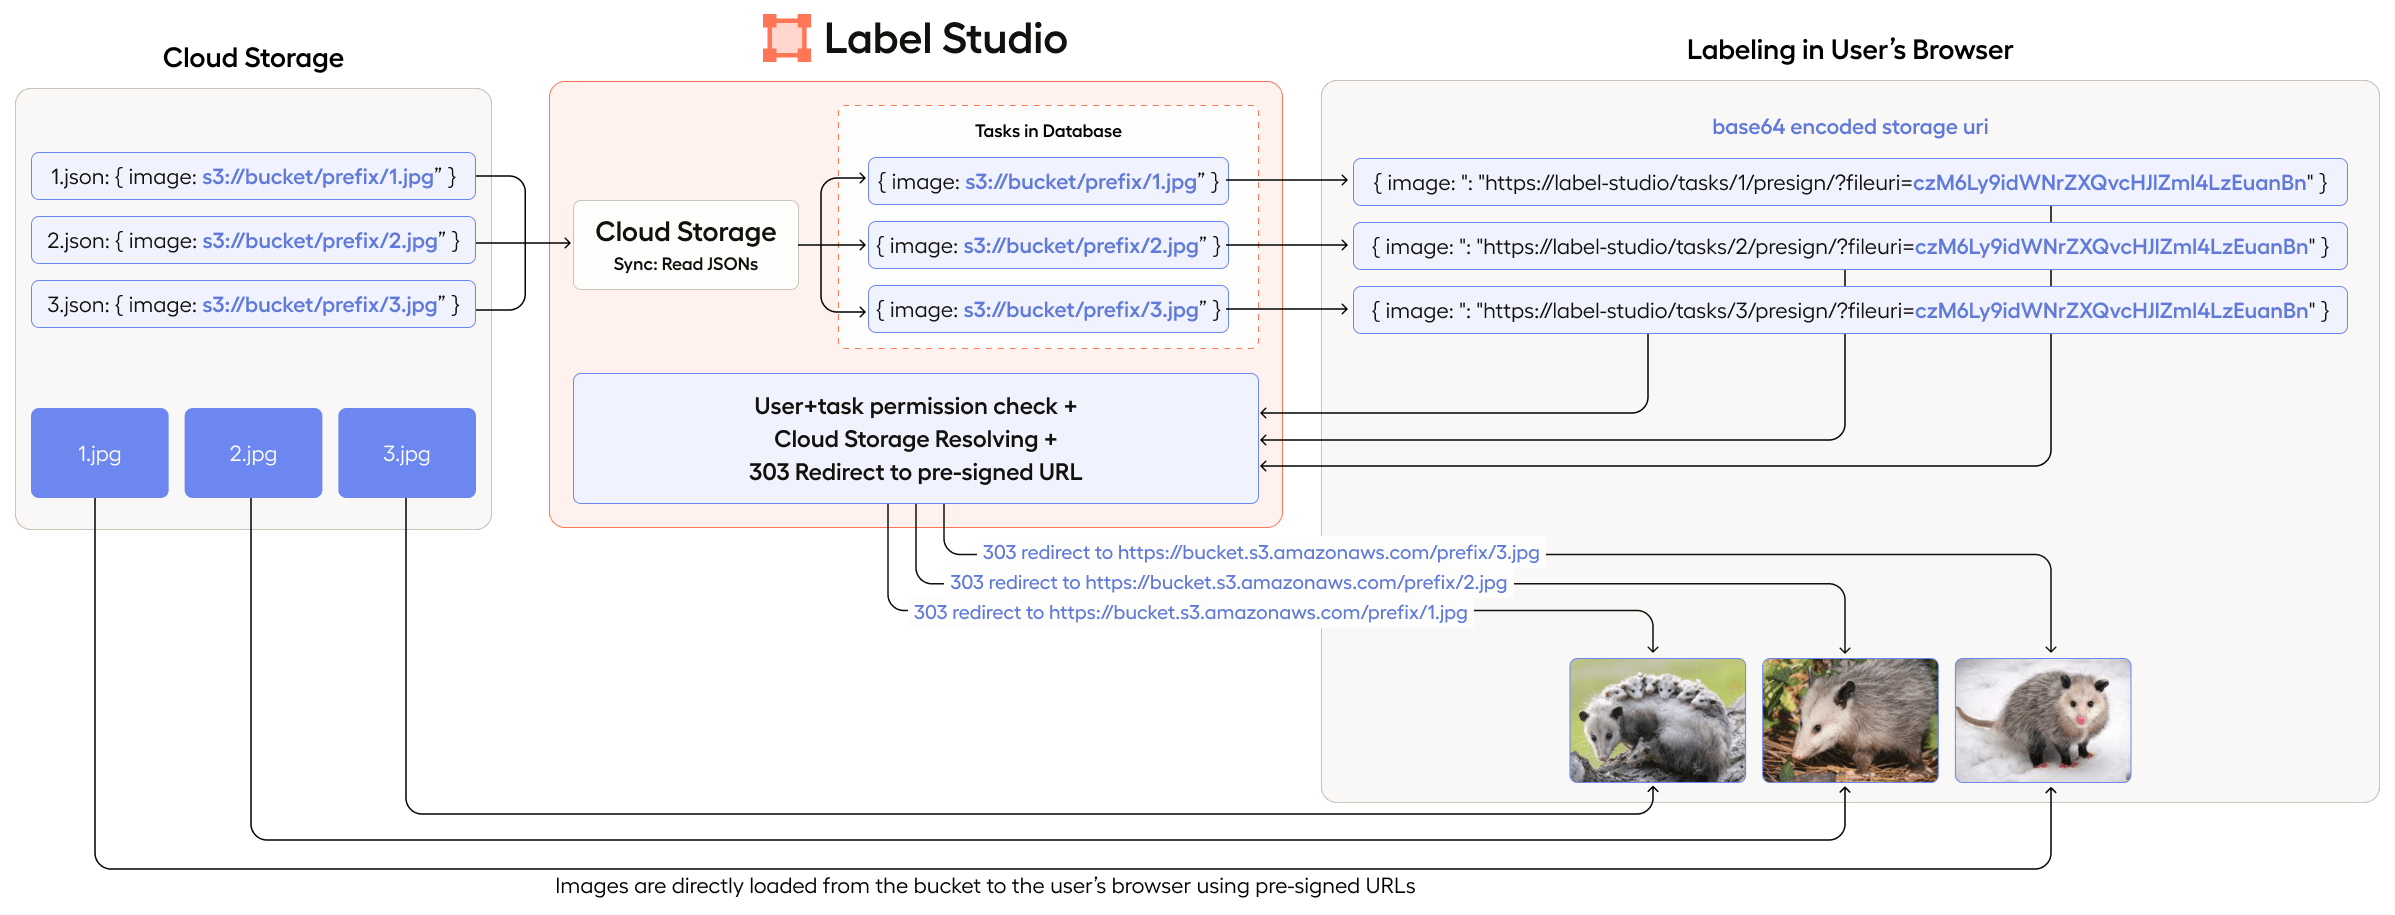 Cloud Storage
1.json: { image: s3://bucket/prefix/1.jpg” }
2.json: { image: s3://bucket/prefix/2.jpg” }
3.json: { image: s3://bucket/prefix/3.jpg” }
1.jpg
2.jpg
3.jpg
Label Studio
Cloud Storage
Sync: Read JSONs
Tasks in Database
{ image: s3://bucket/prefix/1.jpg” }
{ image: s3://bucket/prefix/2.jpg” }
{ image: s3://bucket/prefix/3.jpg” }
User+task permission check +
Cloud Storage Resolving +
303 Redirect to pre-signed URL
Labeling in User’s Browser
base64 encoded storage uri
{ image: ": "https://label-studio/tasks/1/presign/?fileuri=czM6Ly9idWNrZXQvcHJlZml4LzEuanBn" }
{ image: ": "https://label-studio/tasks/2/presign/?fileuri=czM6Ly9idWNrZXQvcHJlZml4LzEuanBn" }
{ image: ": "https://label-studio/tasks/3/presign/?fileuri=czM6Ly9idWNrZXQvcHJlZml4LzEuanBn" }
303 redirect to https://bucket.s3.amazonaws.com/prefix/3.jpg
303 redirect to https://bucket.s3.amazonaws.com/prefix/2.jpg
303 redirect to https://bucket.s3.amazonaws.com/prefix/1.jpg
Images are directly loaded from the bucket to the user’s browser using pre-signed URLs